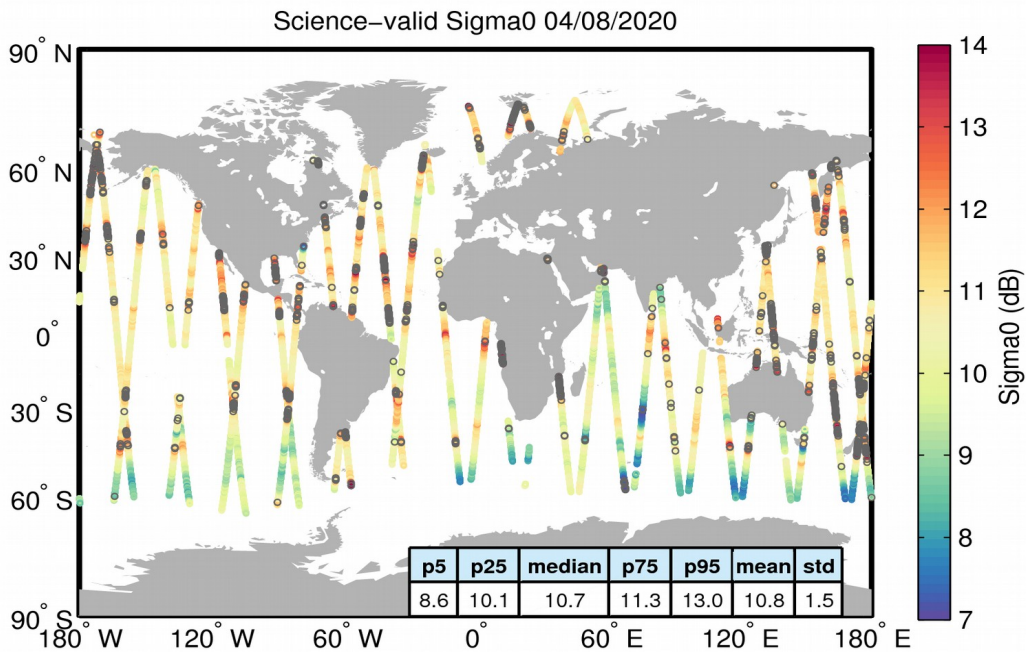 Science−valid Sigma0 04/08/2020
90° N
60° N
30° N
0°
30° S
60° S
90° S
180° W
120° W
60° W
0°
60° E
120° E
180° E
p5 p25 median p75 p95 mean std
8.6 10.1 10.7 11.3 13.0 10.8 1.5
14
13
12
11
10
9
8
7
Sigma0 (dB)